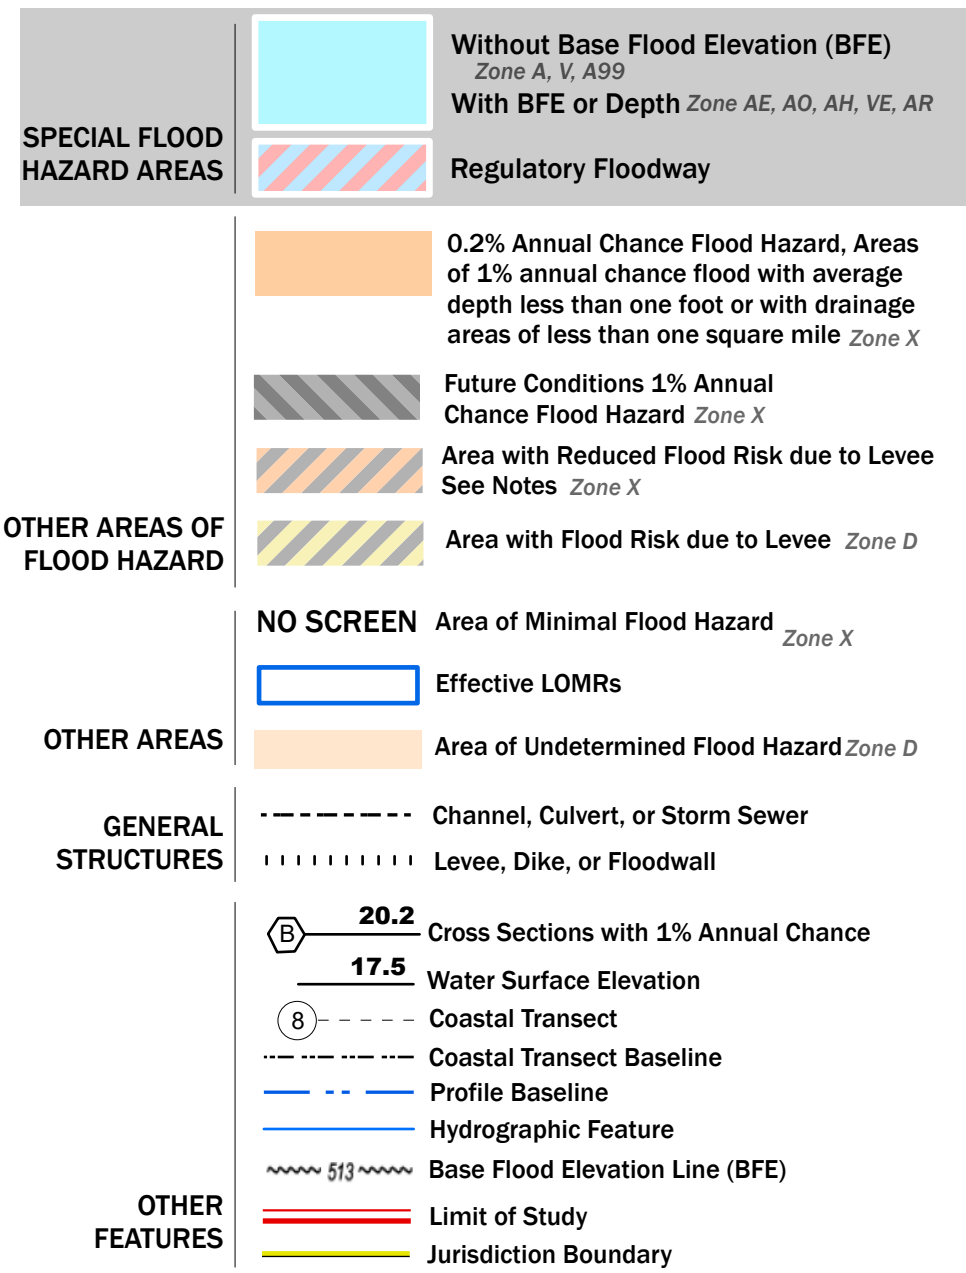 SPECIAL FLOOD
HAZARD AREAS
Without Base Flood Elevation (BFE)
Zone A, V, A99
With BFE or Depth Zone AE, AO, AH, VE, AR
Regulatory Floodway
OTHER AREAS OF
FLOOD HAZARD
0.2% Annual Chance Flood Hazard, Areas
of 1% annual chance flood with average
depth less than one foot or with drainage
areas of less than one square mile Zone X
Future Conditions 1% Annual
Chance Flood Hazard Zone X
Area with Reduced Flood Risk due to Levee
See Notes Zone X
Area with Flood Risk due to Levee Zone D
OTHER AREAS
NO SCREEN Area of Minimal Flood Hazard Zone X
Effective LOMRs
Area of Undetermined Flood Hazard Zone D
GENERAL
STRUCTURES
Channel, Culvert, or Storm Sewer
Levee, Dike, or Floodwall
OTHER
FEATURES
B 20.2 Cross Sections with 1% Annual Chance
17.5 Water Surface Elevation
8 Coastal Transect
Coastal Transect Baseline
Profile Baseline
Hydrographic Feature
513 Base Flood Elevation Line (BFE)
Limit of Study
Jurisdiction Boundary